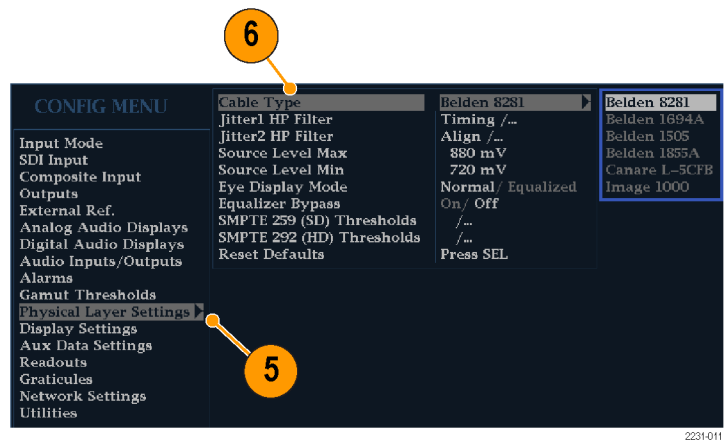 6
CONFIG MENU
Input Mode
SDI Input
Composite Input
Outputs
External Ref.
Analog Audio Displays
Digital Audio Displays
Audio Inputs/Outputs
Alarms
Gamut Thresholds
Physical Layer Settings
Display Settings
Aux Data Settings
Readouts
Graticules
Network Settings
Utilities
Cable Type Belden 8281
Jitter1 HP Filter Timing /...
Jitter2 HP Filter Align /...
Source Level Max 880 mV
Source Level Min 720 mV
Eye Display Mode Normal/ Equalized
Equalizer Bypass On/ Off
SMPTE 259 (SD) Thresholds /...
SMPTE 292 (HD) Thresholds /...
Reset Defaults Press SEL
Belden 8281
Belden 1694A
Belden 1505
Belden 1855A
Canare L-5CFB
Image 1000
5
2231-011